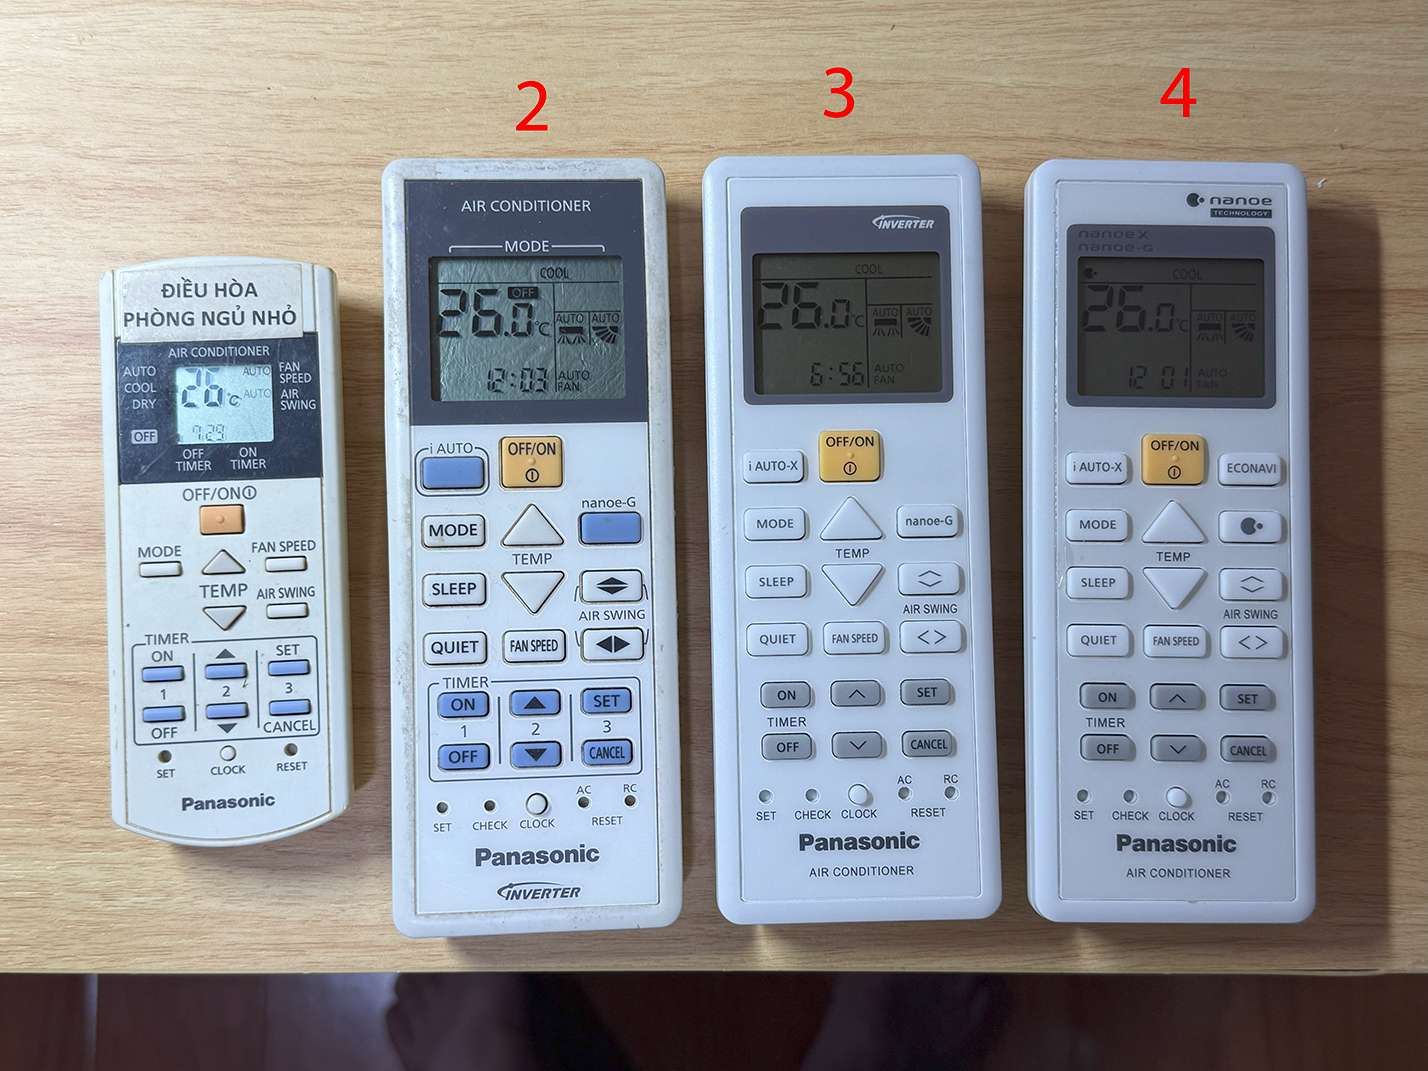 2
3
4
ĐIỀU HÒA
PHÒNG NGỦ NHỎ
AIR CONDITIONER
AUTO
COOL
DRY
OFF
26 °C
AUTO
AUTO
7:29
FAN
SPEED
AIR
SWING
OFF
TIMER
ON
TIMER
OFF/ON
MODE
FAN SPEED
TEMP
AIR SWING
TIMER
ON
SET
1
2
3
OFF
CANCEL
SET
CLOCK
RESET
Panasonic
AIR CONDITIONER
MODE
COOL
OFF
26.0°C
AUTO
AUTO
12:03
AUTO
FAN
i AUTO
OFF/ON
nanoe-G
MODE
TEMP
SLEEP
AIR SWING
QUIET
FAN SPEED
TIMER
ON
SET
1
2
3
OFF
CANCEL
AC
RC
SET
CHECK
CLOCK
RESET
Panasonic
INVERTER
INVERTER
COOL
26.0°C
AUTO
AUTO
6:56
AUTO
FAN
i AUTO-X
OFF/ON
MODE
nanoe-G
TEMP
SLEEP
AIR SWING
QUIET
FAN SPEED
ON
SET
TIMER
OFF
CANCEL
AC
RC
SET
CHECK
CLOCK
RESET
Panasonic
AIR CONDITIONER
nanoe
TECHNOLOGY
nanoe X
nanoe-G
COOL
26.0°C
AUTO
AUTO
12 01
AUTO
FAN
i AUTO-X
OFF/ON
ECONAVI
MODE
TEMP
SLEEP
AIR SWING
QUIET
FAN SPEED
ON
SET
TIMER
OFF
CANCEL
AC
RC
SET
CHECK
CLOCK
RESET
Panasonic
AIR CONDITIONER